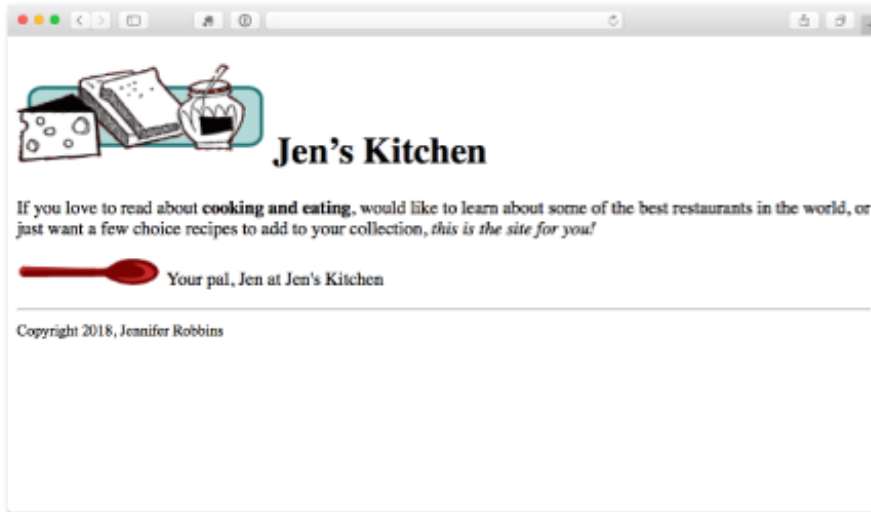 Jen's Kitchen
If you love to read about cooking and eating, would like to learn about some of the best restaurants in the world, or
just want a few choice recipes to add to your collection, this is the site for you!
Your pal, Jen at Jen's Kitchen
Copyright 2018, Jennifer Robbins